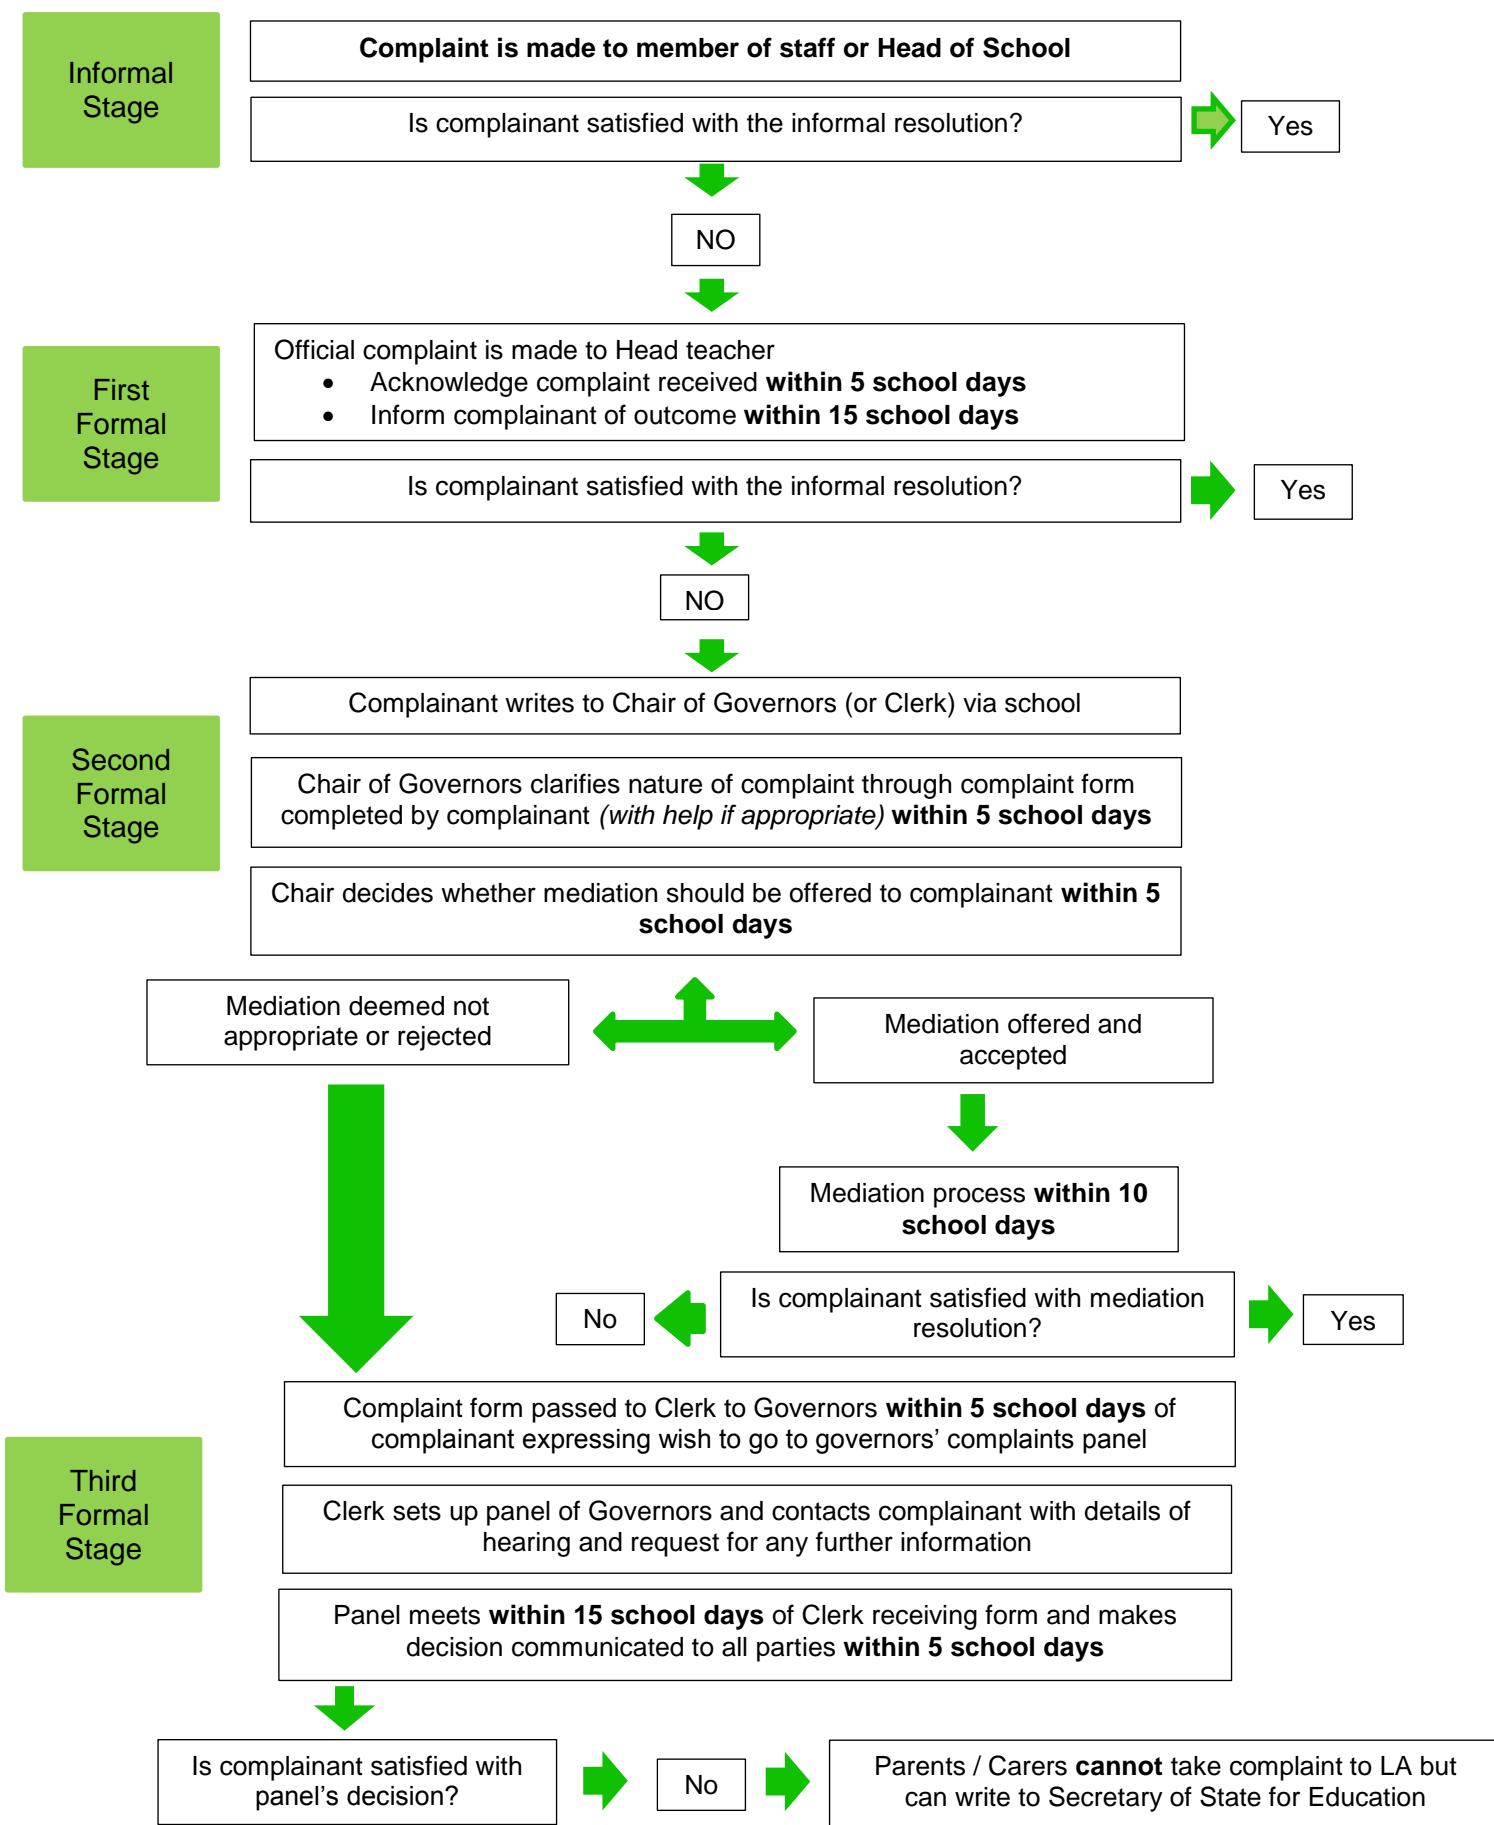 Informal
Stage
Complaint is made to member of staff or Head of School
Is complainant satisfied with the informal resolution?
Yes
NO
First
Formal
Stage
Official complaint is made to Head teacher
• Acknowledge complaint received within 5 school days
• Inform complainant of outcome within 15 school days
Is complainant satisfied with the informal resolution?
Yes
NO
Second
Formal
Stage
Complainant writes to Chair of Governors (or Clerk) via school
Chair of Governors clarifies nature of complaint through complaint form
completed by complainant (with help if appropriate) within 5 school days
Chair decides whether mediation should be offered to complainant within 5
school days
Mediation deemed not
appropriate or rejected
Mediation offered and
accepted
Mediation process within 10
school days
Is complainant satisfied with mediation
resolution?
No
Yes
Third
Formal
Stage
Complaint form passed to Clerk to Governors within 5 school days of
complainant expressing wish to go to governors’ complaints panel
Clerk sets up panel of Governors and contacts complainant with details of
hearing and request for any further information
Panel meets within 15 school days of Clerk receiving form and makes
decision communicated to all parties within 5 school days
Is complainant satisfied with
panel’s decision?
No
Parents / Carers cannot take complaint to LA but
can write to Secretary of State for Education